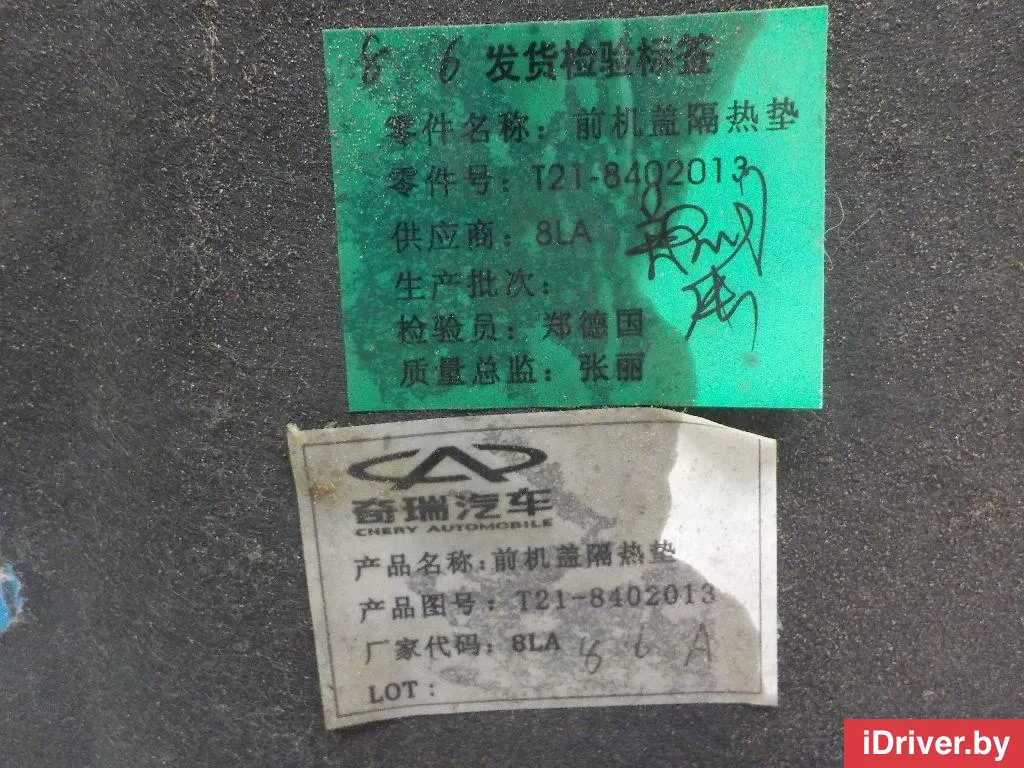 8 6 发货检验标签
零件名称：前机盖隔热垫
零件号：T21-8402013
供应商：8LA
生产批次：
检验员：郑德国
质量总监：张丽
奇瑞汽车
CHERY AUTOMOBILE
产品名称：前机盖隔热垫
产品图号：T21-8402013
厂家代码：8LA 8 6 A
LOT：
iDriver.by